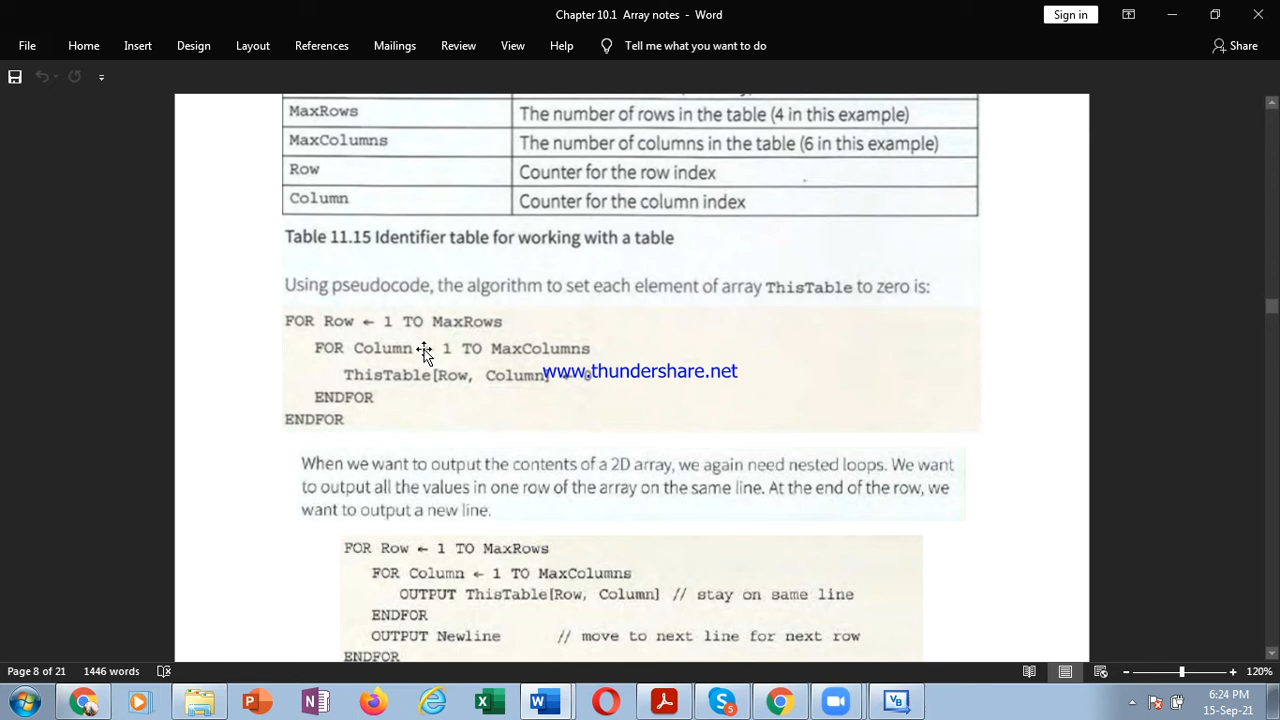 Chapter 10.1 Array notes - Word
Sign in
File Home Insert Design Layout References Mailings Review View Help Tell me what you want to do Share
MaxRows The number of rows in the table (4 in this example)
MaxColumns The number of columns in the table (6 in this example)
Row Counter for the row index
Column Counter for the column index
Table 11.15 Identifier table for working with a table
Using pseudocode, the algorithm to set each element of array ThisTable to zero is:
FOR Row ← 1 TO MaxRows
FOR Column 1 TO MaxColumns
ThisTable[Row, Column] ← 0
www.thundershare.net
ENDFOR
ENDFOR
When we want to output the contents of a 2D array, we again need nested loops. We want
to output all the values in one row of the array on the same line. At the end of the row, we
want to output a new line.
FOR Row ← 1 TO MaxRows
FOR Column ← 1 TO MaxColumns
OUTPUT ThisTable[Row, Column] // stay on same line
ENDFOR
OUTPUT Newline // move to next line for next row
ENDFOR
Page 8 of 21 1446 words 120%
6:24 PM
15-Sep-21